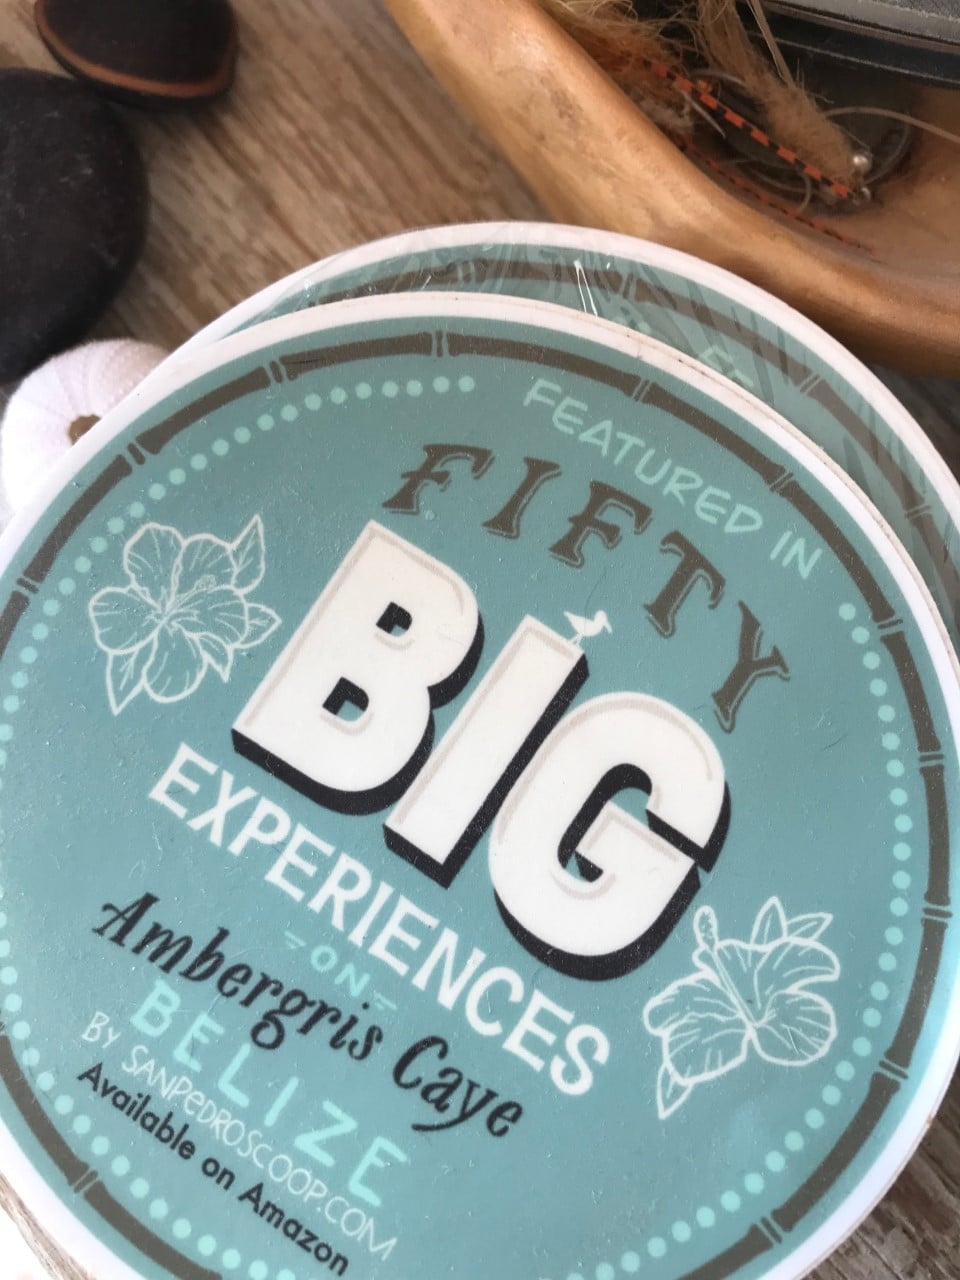 FEATURED IN
FIFTY
BIG
EXPERIENCES
ON
Ambergris Caye
BELIZE
By SANPEDROSCOOP.COM
Available on Amazon